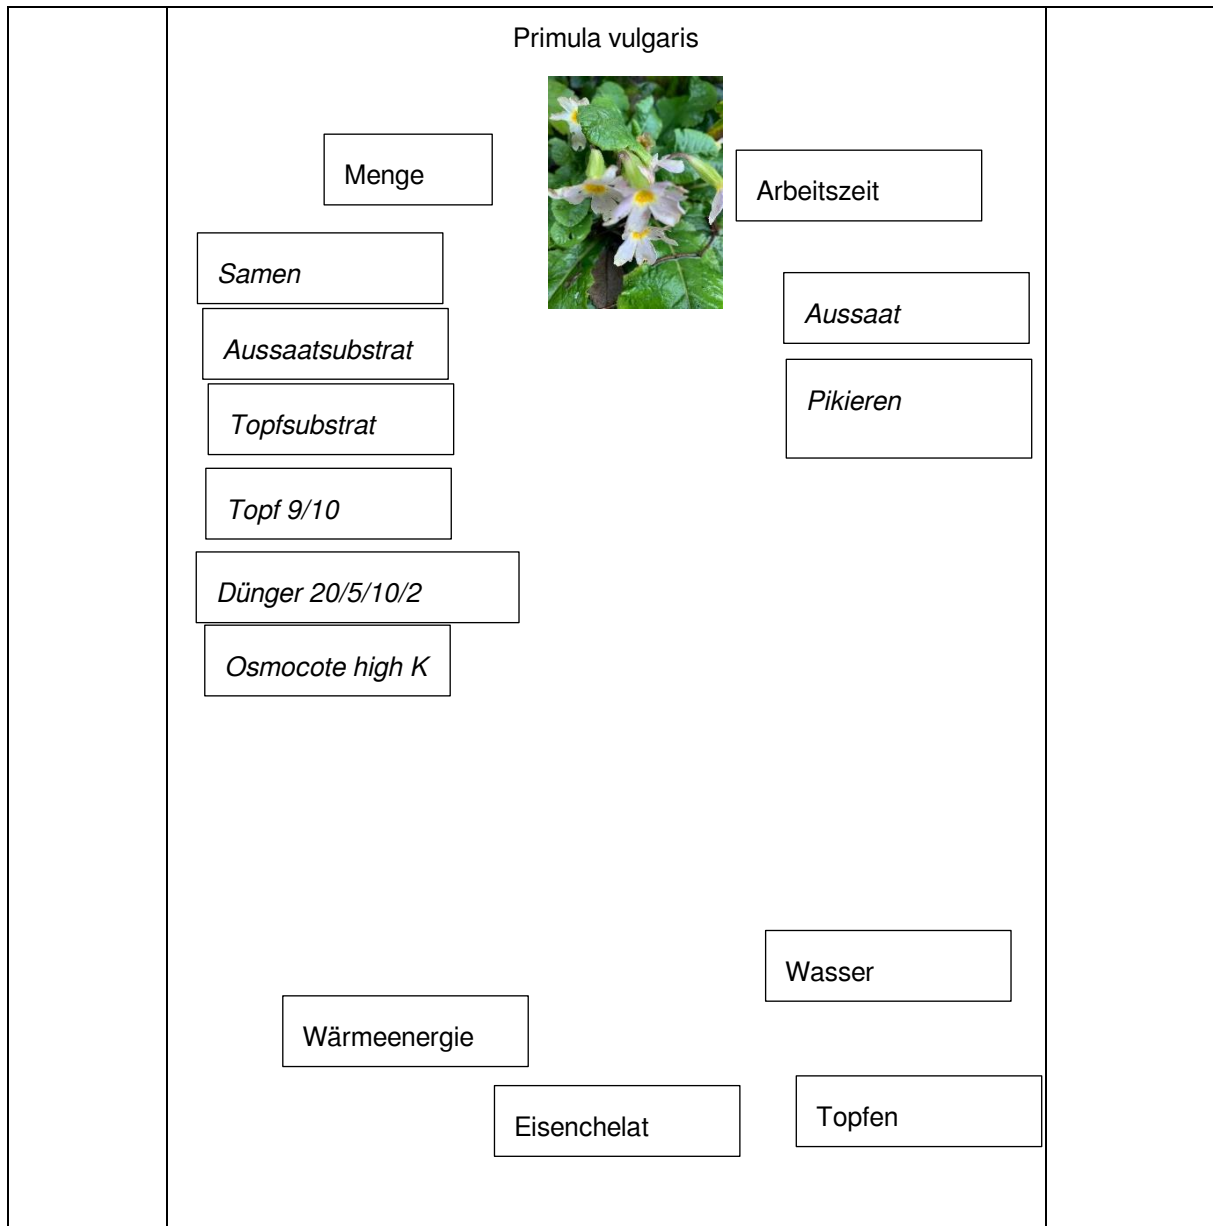 Primula vulgaris
Menge
Arbeitszeit
Samen
Aussaat
Aussaatsubstrat
Pikieren
Topfsubstrat
Topf 9/10
Dünger 20/5/10/2
Osmocote high K
Wasser
Wärmeenergie
Topfen
Eisenchelat